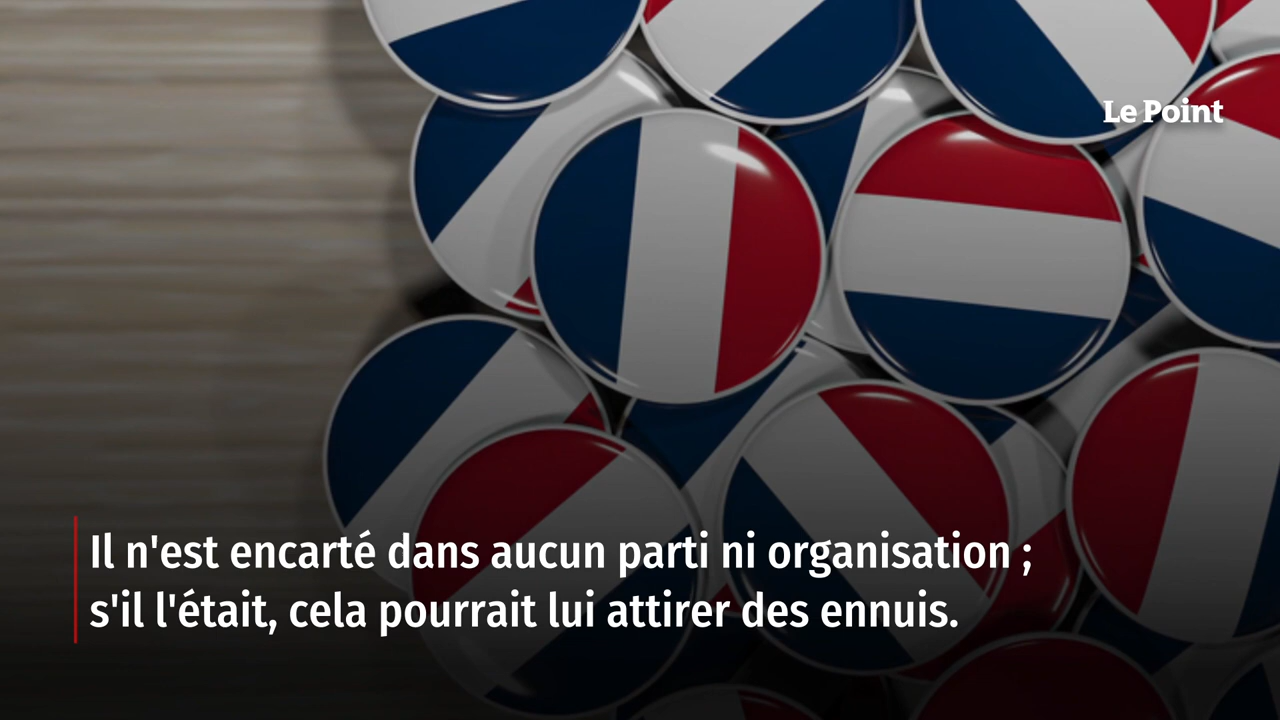 Le Point
Il n'est encarté dans aucun parti ni organisation ;
s'il l'était, cela pourrait lui attirer des ennuis.